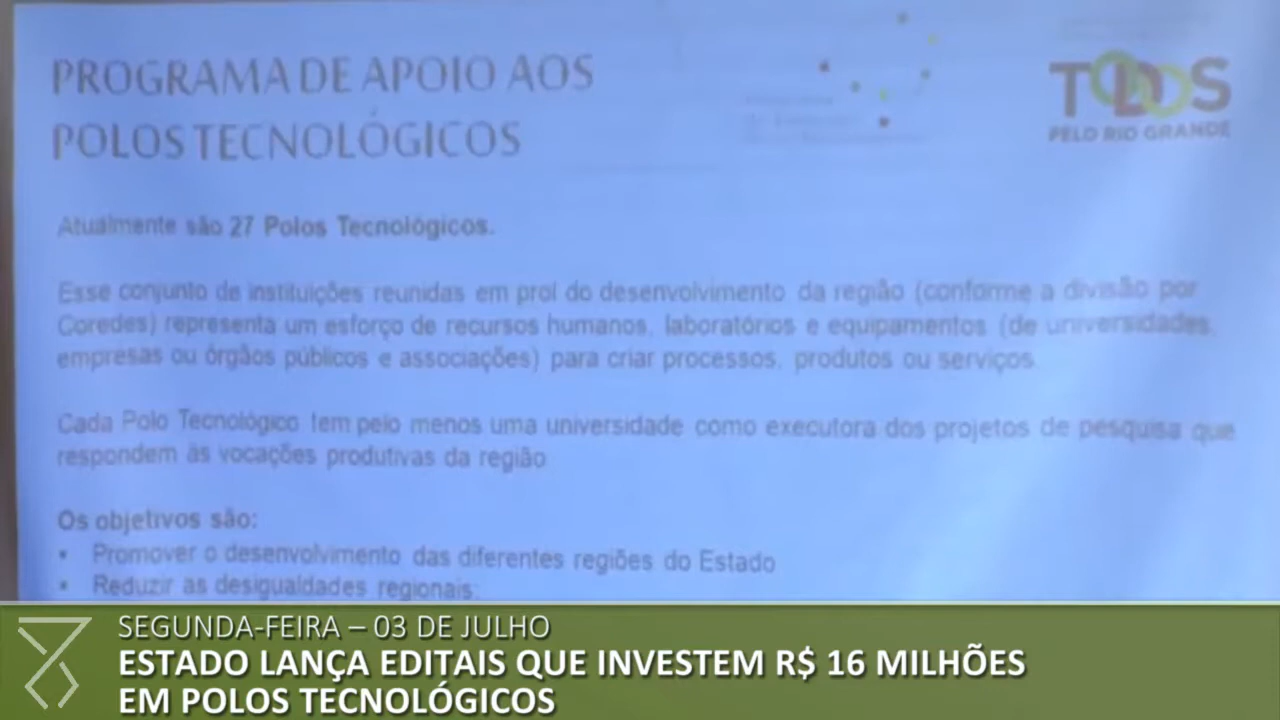 PROGRAMA DE APOIO AOS
POLOS TECNOLÓGICOS
TODOS
PELO RIO GRANDE
Atualmente são 27 Polos Tecnológicos.
Esse conjunto de instituições reunidas em prol do desenvolvimento da região (conforme a divisão por
Coredes) representa um esforço de recursos humanos, laboratórios e equipamentos (de universidades,
empresas ou órgãos públicos e associações) para criar processos, produtos ou serviços.
Cada Polo Tecnológico tem pelo menos uma universidade como executora dos projetos de pesquisa que
respondem às vocações produtivas da região
Os objetivos são:
• Promover o desenvolvimento das diferentes regiões do Estado
• Reduzir as desigualdades regionais;
SEGUNDA-FEIRA – 03 DE JULHO
ESTADO LANÇA EDITAIS QUE INVESTEM R$ 16 MILHÕES
EM POLOS TECNOLÓGICOS